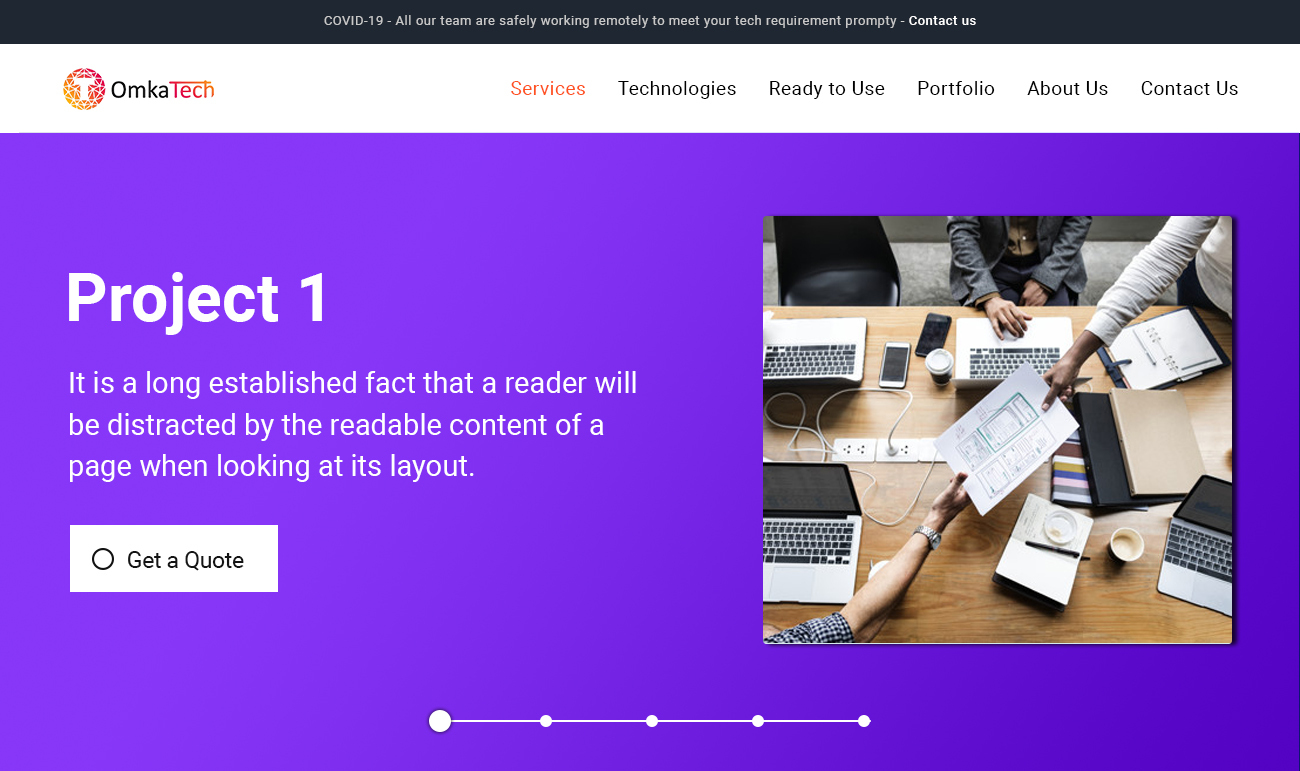 COVID-19 - All our team are safely working remotely to meet your tech requirement prompty - Contact us
OmkaTech
Services Technologies Ready to Use Portfolio About Us Contact Us
Project 1
It is a long established fact that a reader will
be distracted by the readable content of a
page when looking at its layout.
Get a Quote